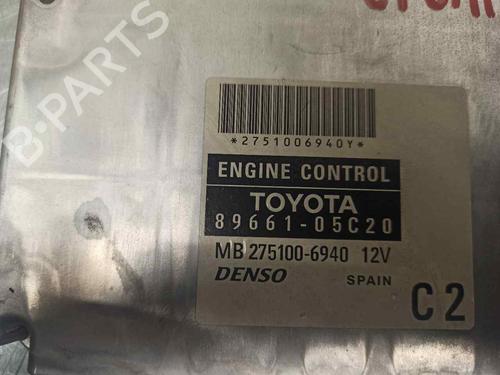 B-PARTS
*2751006940Y*
ENGINE CONTROL
TOYOTA
89661-05C20
MB 275100-6940 12V
DENSO SPAIN
C2